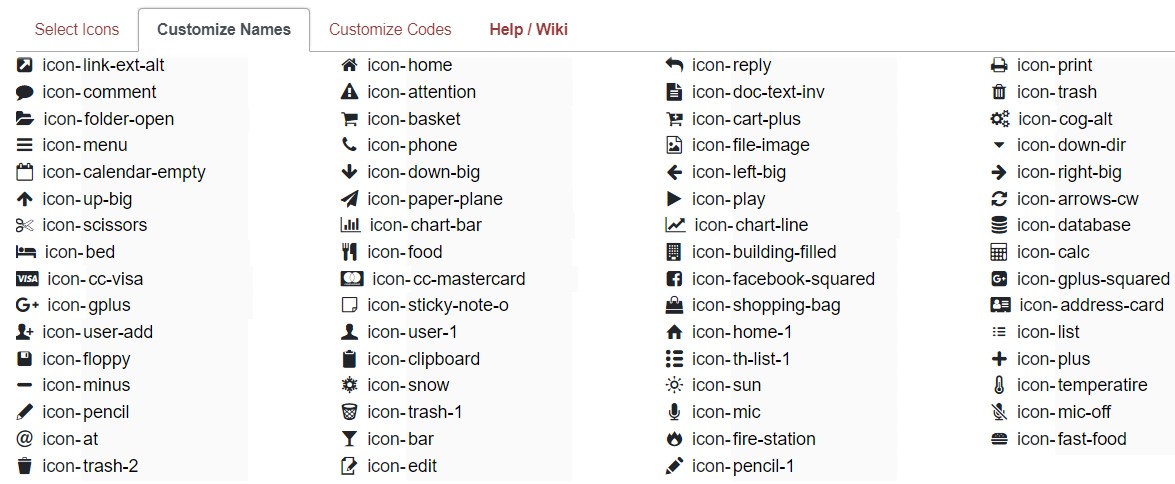 Select Icons Customize Names Customize Codes Help / Wiki
icon-link-ext-alt icon-home icon-reply icon-print
icon-comment icon-attention icon-doc-text-inv icon-trash
icon-folder-open icon-basket icon-cart-plus icon-cog-alt
icon-menu icon-phone icon-file-image icon-down-dir
icon-calendar-empty icon-down-big icon-left-big icon-right-big
icon-up-big icon-paper-plane icon-play icon-arrows-cw
icon-scissors icon-chart-bar icon-chart-line icon-database
icon-bed icon-food icon-building-filled icon-calc
VISA icon-cc-visa icon-cc-mastercard icon-facebook-squared icon-gplus-squared
G+ icon-gplus icon-sticky-note-o icon-shopping-bag icon-address-card
icon-user-add icon-user-1 icon-home-1 icon-list
icon-floppy icon-clipboard icon-th-list-1 icon-plus
icon-minus icon-snow icon-sun icon-temperatire
icon-pencil icon-trash-1 icon-mic icon-mic-off
@ icon-at icon-bar icon-fire-station icon-fast-food
icon-trash-2 icon-edit icon-pencil-1